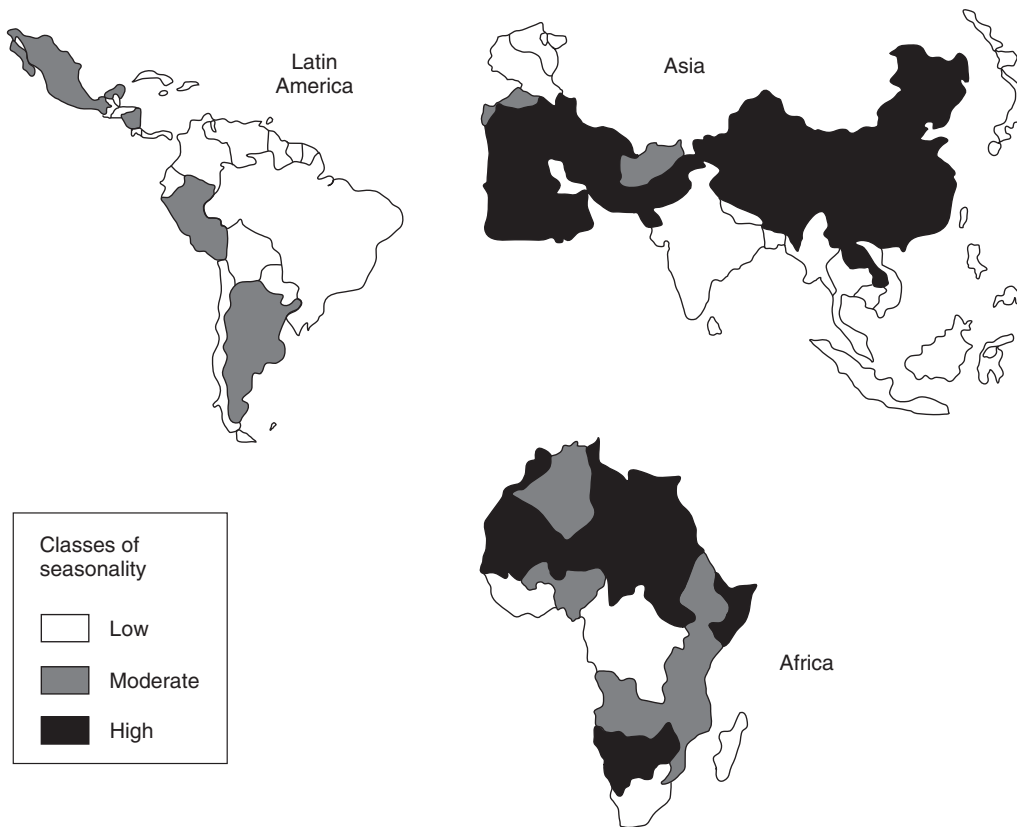 Latin
America
Asia
Africa
Classes of
seasonality
Low
Moderate
High